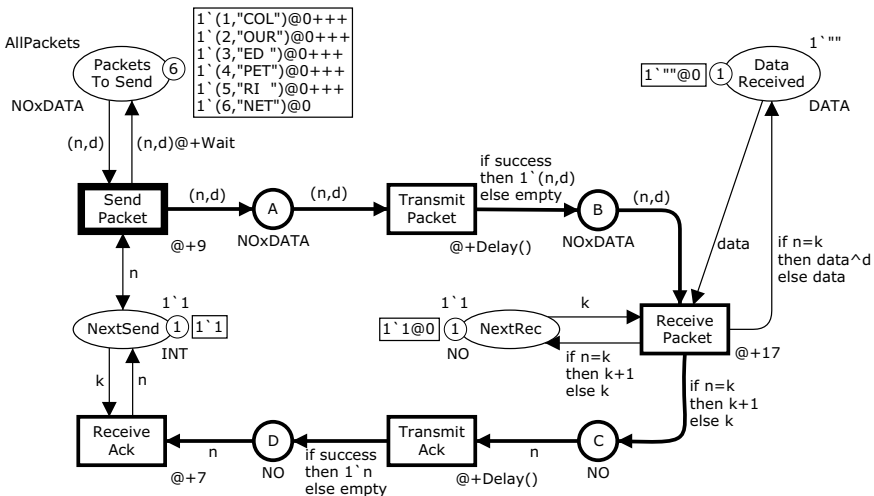 AllPackets
Packets
To Send
6
NOxDATA
1`(1,"COL")@0+++
1`(2,"OUR")@0+++
1`(3,"ED ")@0+++
1`(4,"PET")@0+++
1`(5,"RI  ")@0+++
1`(6,"NET")@0
1`""
1`""@0
1
Data
Received
DATA
(n,d)
(n,d)@+Wait
Send
Packet
@+9
(n,d)
A
NOxDATA
(n,d)
Transmit
Packet
@+Delay()
if success
then 1`(n,d)
else empty
B
NOxDATA
(n,d)
data
if n=k
then data^d
else data
n
1`1
NextSend
1
1`1
INT
1`1
1`1@0
1
NextRec
NO
k
if n=k
then k+1
else k
Receive
Packet
@+17
if n=k
then k+1
else k
k
n
Receive
Ack
@+7
n
D
NO
if success
then 1`n
else empty
Transmit
Ack
@+Delay()
n
C
NO